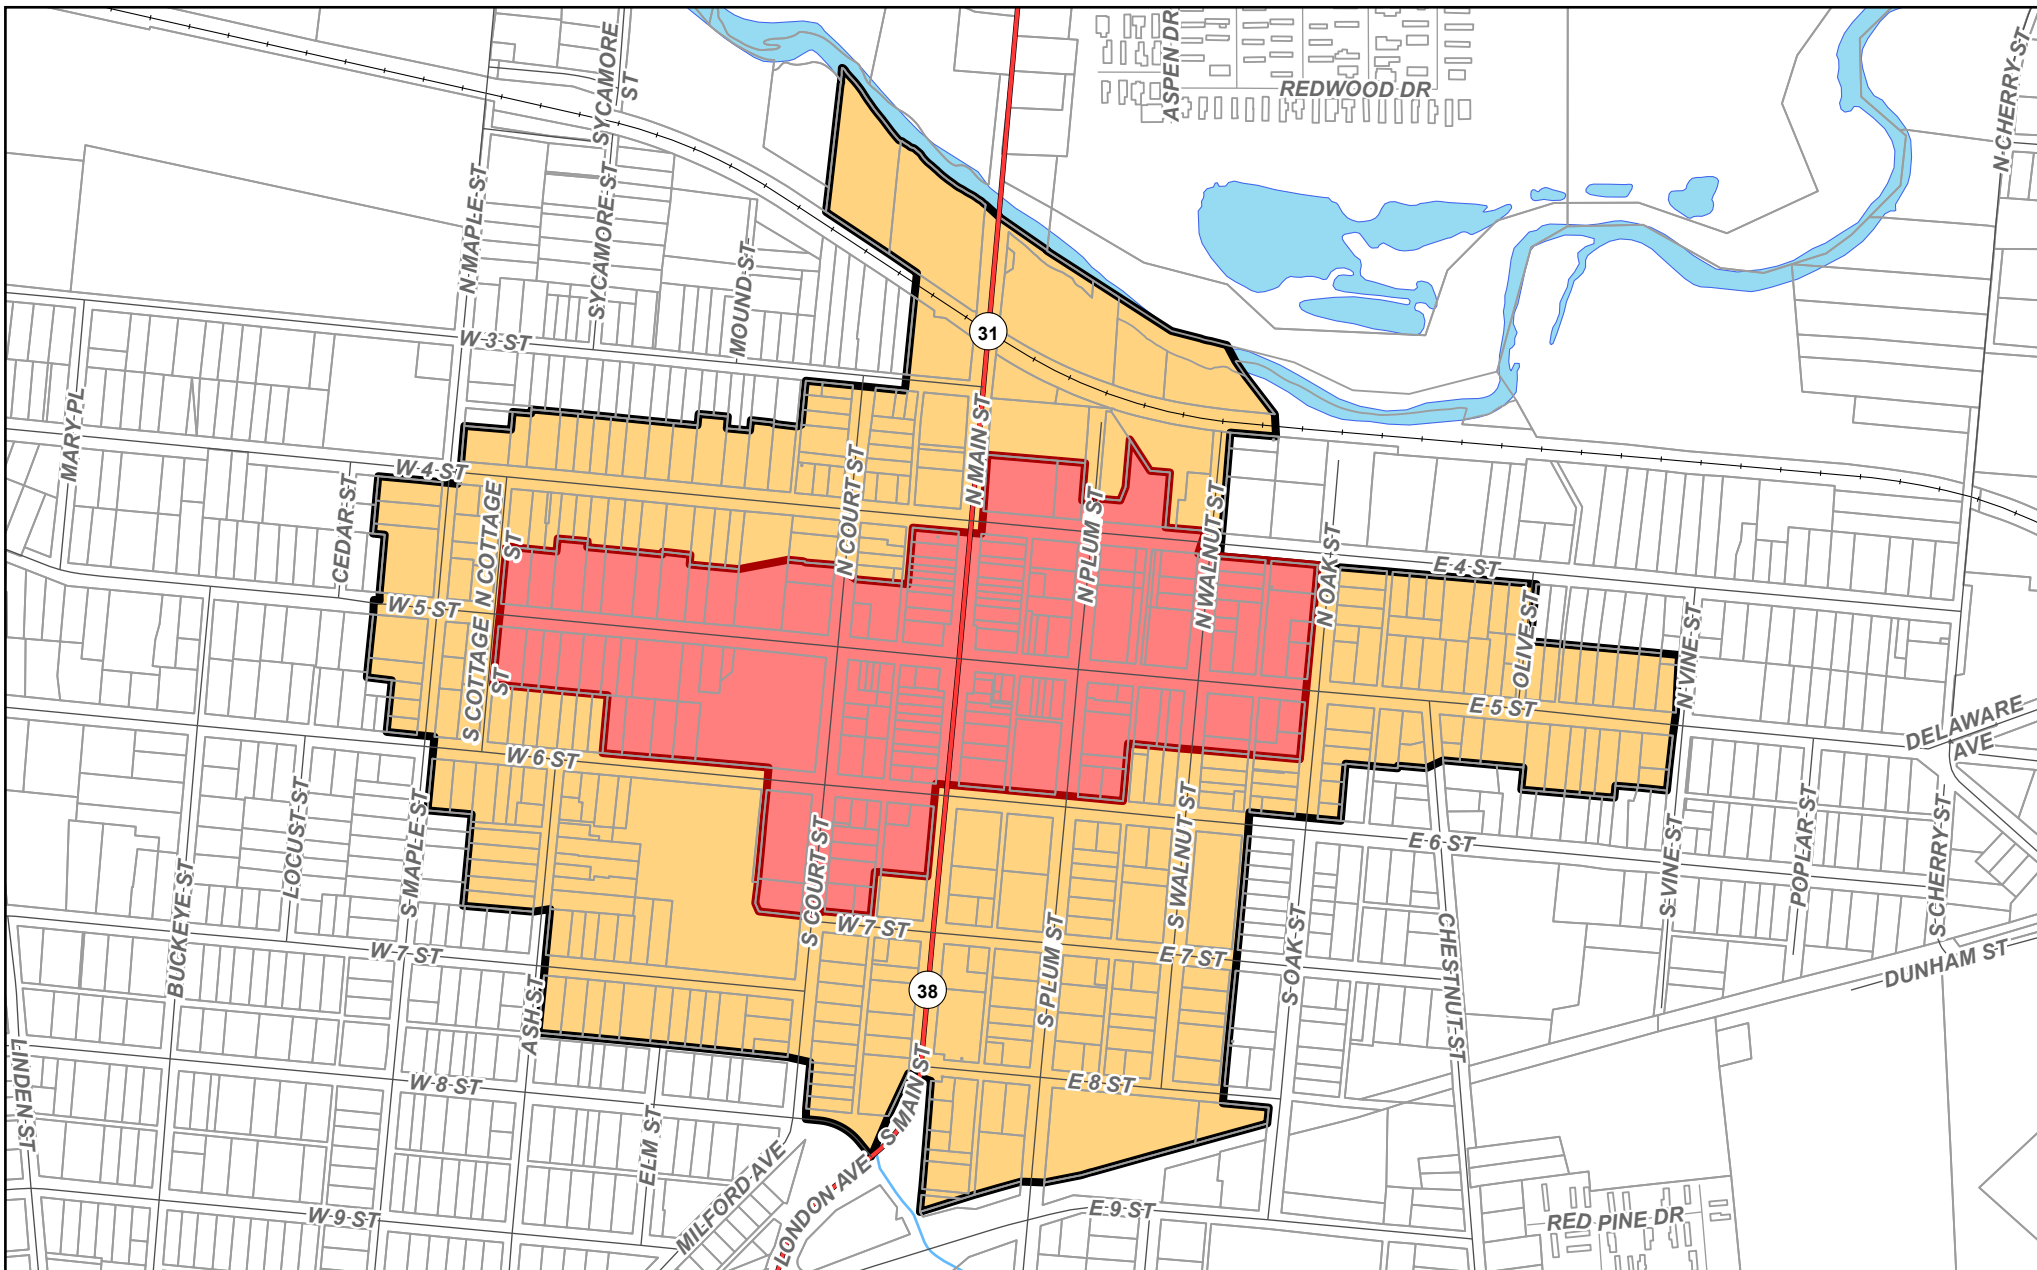 ASPEN DR
REDWOOD DR
N CHERRY ST
SYCAMORE
ST
SYCAMORE ST
N MAPLE ST
MOUND ST
W 3 ST
31
MARY PL
N MAIN ST
W 4 ST
CEDAR ST
N COTTAGE
ST
N COURT ST
N PLUM ST
N WALNUT ST
N OAK ST
E 4 ST
W 5 ST
OLIVE ST
N VINE ST
S COTTAGE
ST
E 5 ST
DELAWARE
AVE
W 6 ST
LOCUST ST
S MAPLE ST
BUCKEYE ST
S COURT ST
S WALNUT ST
E 6 ST
S VINE ST
POPLAR ST
S CHERRY ST
W 7 ST
W 7 ST
S PLUM ST
E 7 ST
S OAK ST
CHESTNUT ST
DUNHAM ST
38
ASH ST
LINDEN ST
W 8 ST
S MAIN ST
E 8 ST
ELM ST
MILFORD AVE
LONDON AVE
W 9 ST
E 9 ST
RED PINE DR